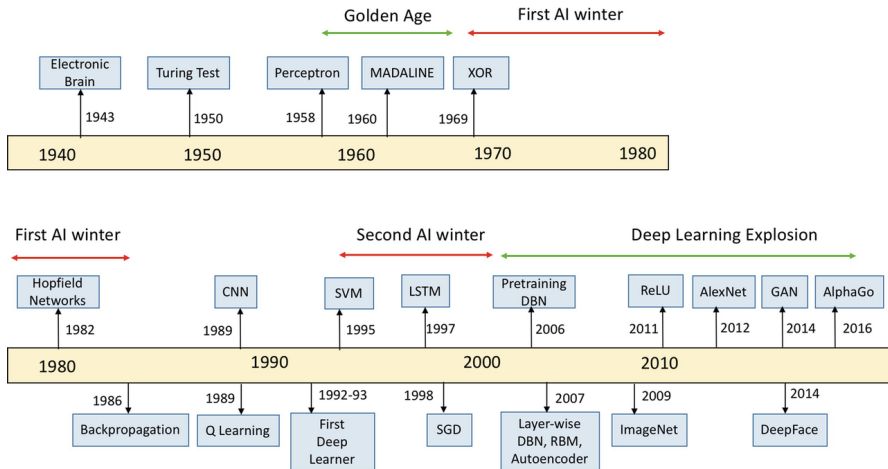 Golden Age
First AI winter
Electronic
Brain
Turing Test
Perceptron
MADALINE
XOR
1943
1950
1958
1960
1969
1940
1950
1960
1970
1980
First AI winter
Second AI winter
Deep Learning Explosion
Hopfield
Networks
CNN
SVM
LSTM
Pretraining
DBN
ReLU
AlexNet
GAN
AlphaGo
1982
1989
1995
1997
2006
2011
2012
2014
2016
1980
1990
2000
2010
1986
1989
1992-93
1998
2007
2009
2014
Backpropagation
Q Learning
First
Deep
Learner
SGD
Layer-wise
DBN, RBM,
Autoencoder
ImageNet
DeepFace